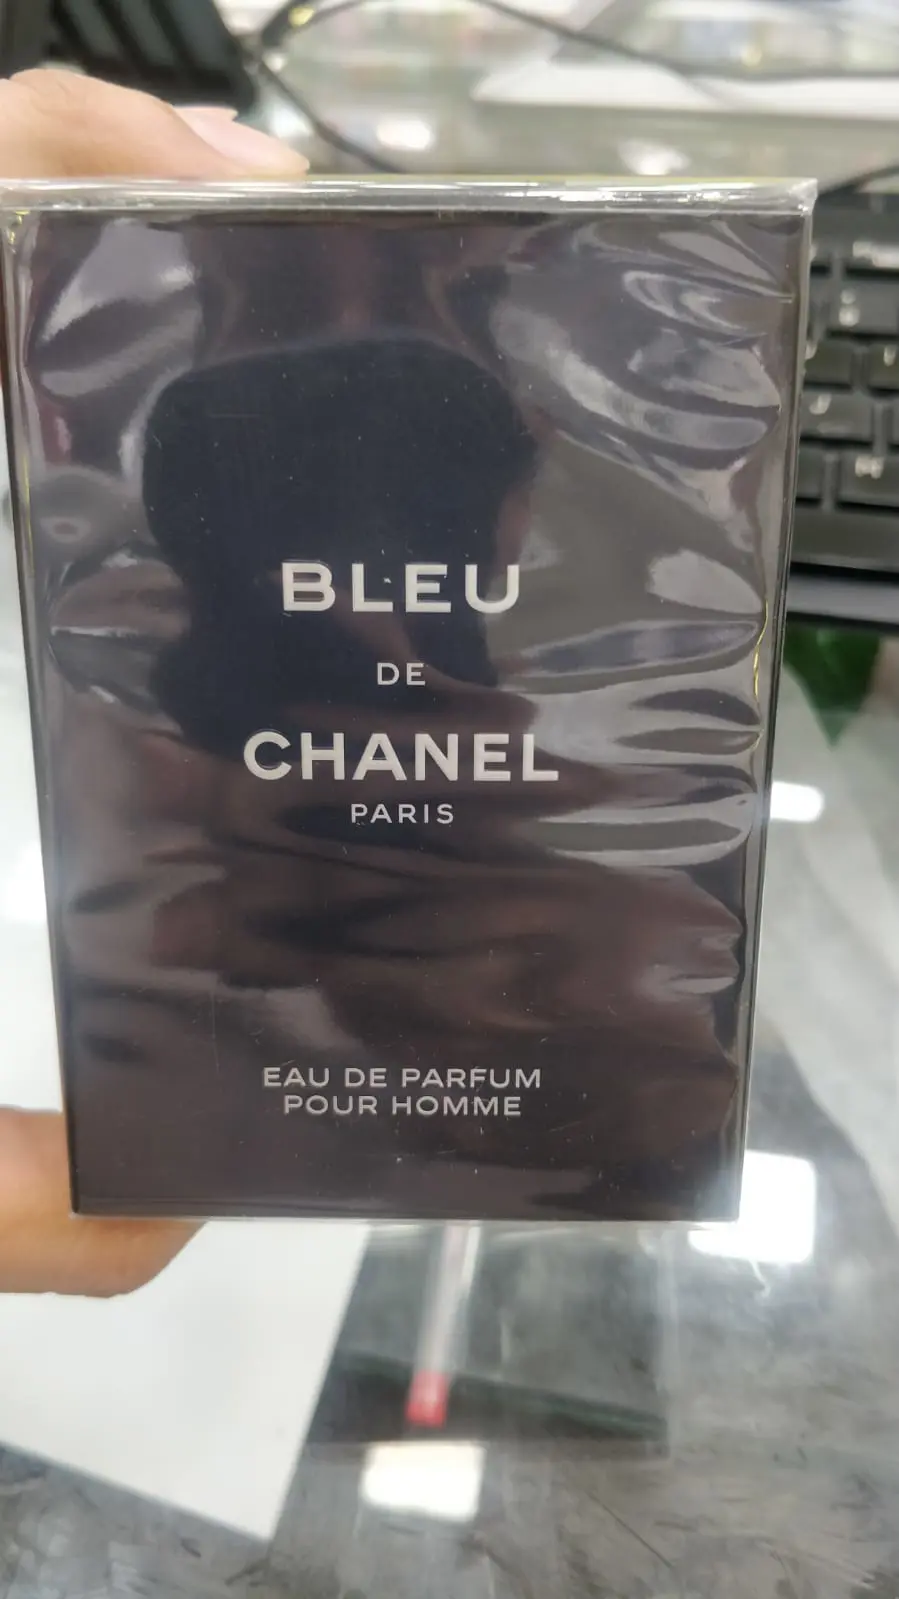 BLEU
DE
CHANEL
PARIS
EAU DE PARFUM
POUR HOMME